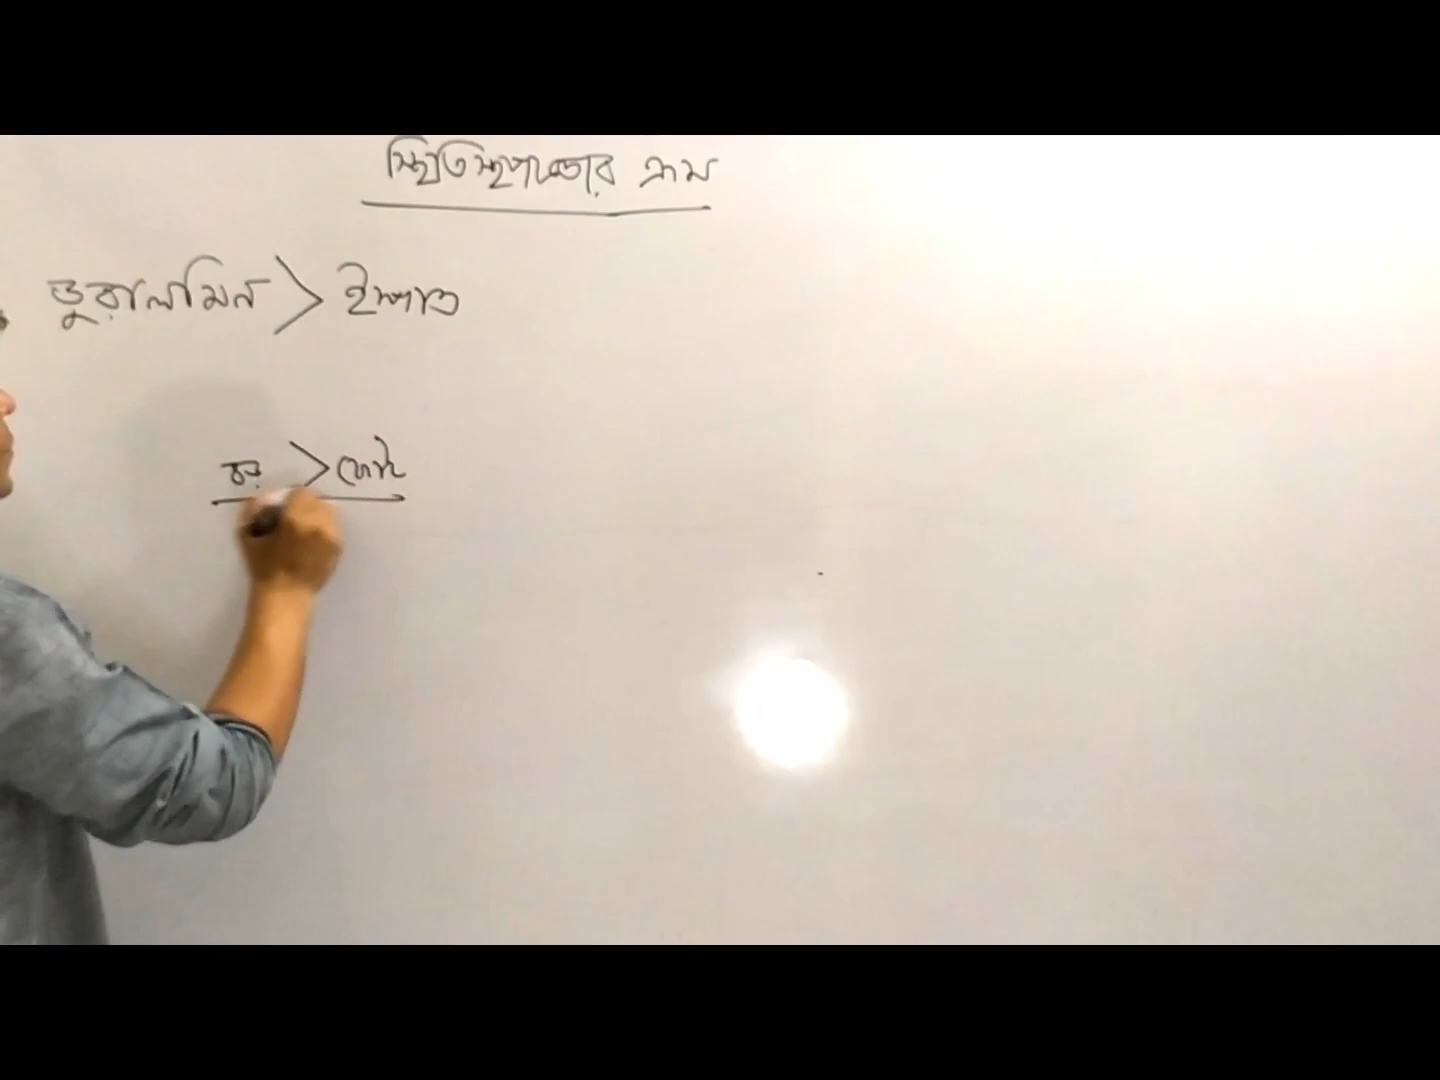 স্থিতিস্থাপকতার ক্রম
ডুরালমিন > ইস্পাত
>